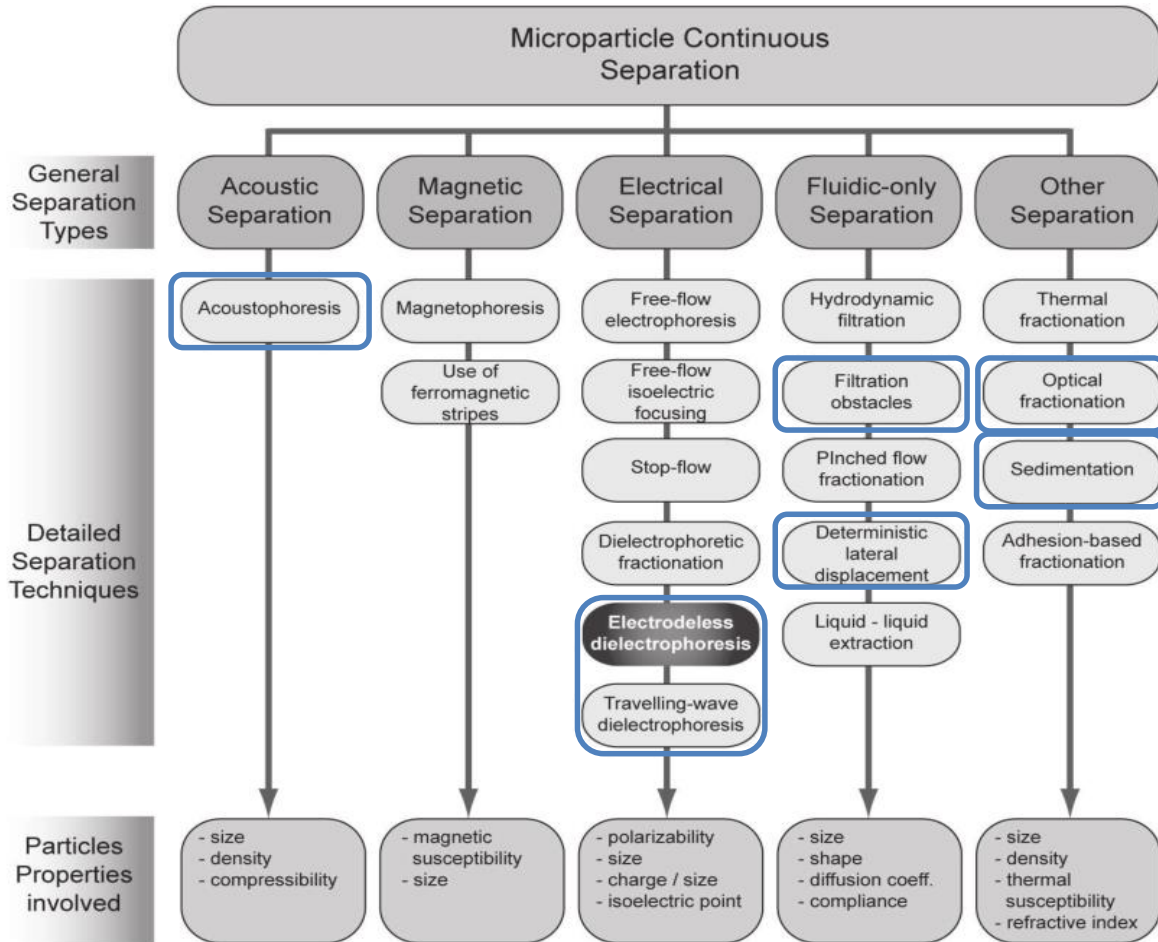 Microparticle Continuous
Separation
General
Separation
Types
Acoustic
Separation
Magnetic
Separation
Electrical
Separation
Fluidic-only
Separation
Other
Separation
Detailed
Separation
Techniques
Acoustophoresis
Magnetophoresis
Use of
ferromagnetic
stripes
Free-flow
electrophoresis
Free-flow
isoelectric
focusing
Stop-flow
Dielectrophoretic
fractionation
Electrodeless
dielectrophoresis
Travelling-wave
dielectrophoresis
Hydrodynamic
filtration
Filtration
obstacles
PInched flow
fractionation
Deterministic
lateral
displacement
Liquid - liquid
extraction
Thermal
fractionation
Optical
fractionation
Sedimentation
Adhesion-based
fractionation
Particles
Properties
involved
- size
- density
- compressibility
- magnetic
susceptibility
- size
- polarizability
- size
- charge / size
- isoelectric point
- size
- shape
- diffusion coeff.
- compliance
- size
- density
- thermal
susceptibility
- refractive index